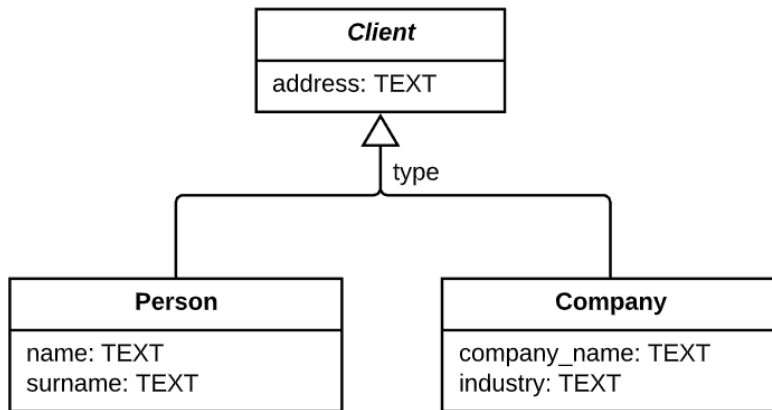 Client
address: TEXT
type
Person
name: TEXT
surname: TEXT
Company
company_name: TEXT
industry: TEXT